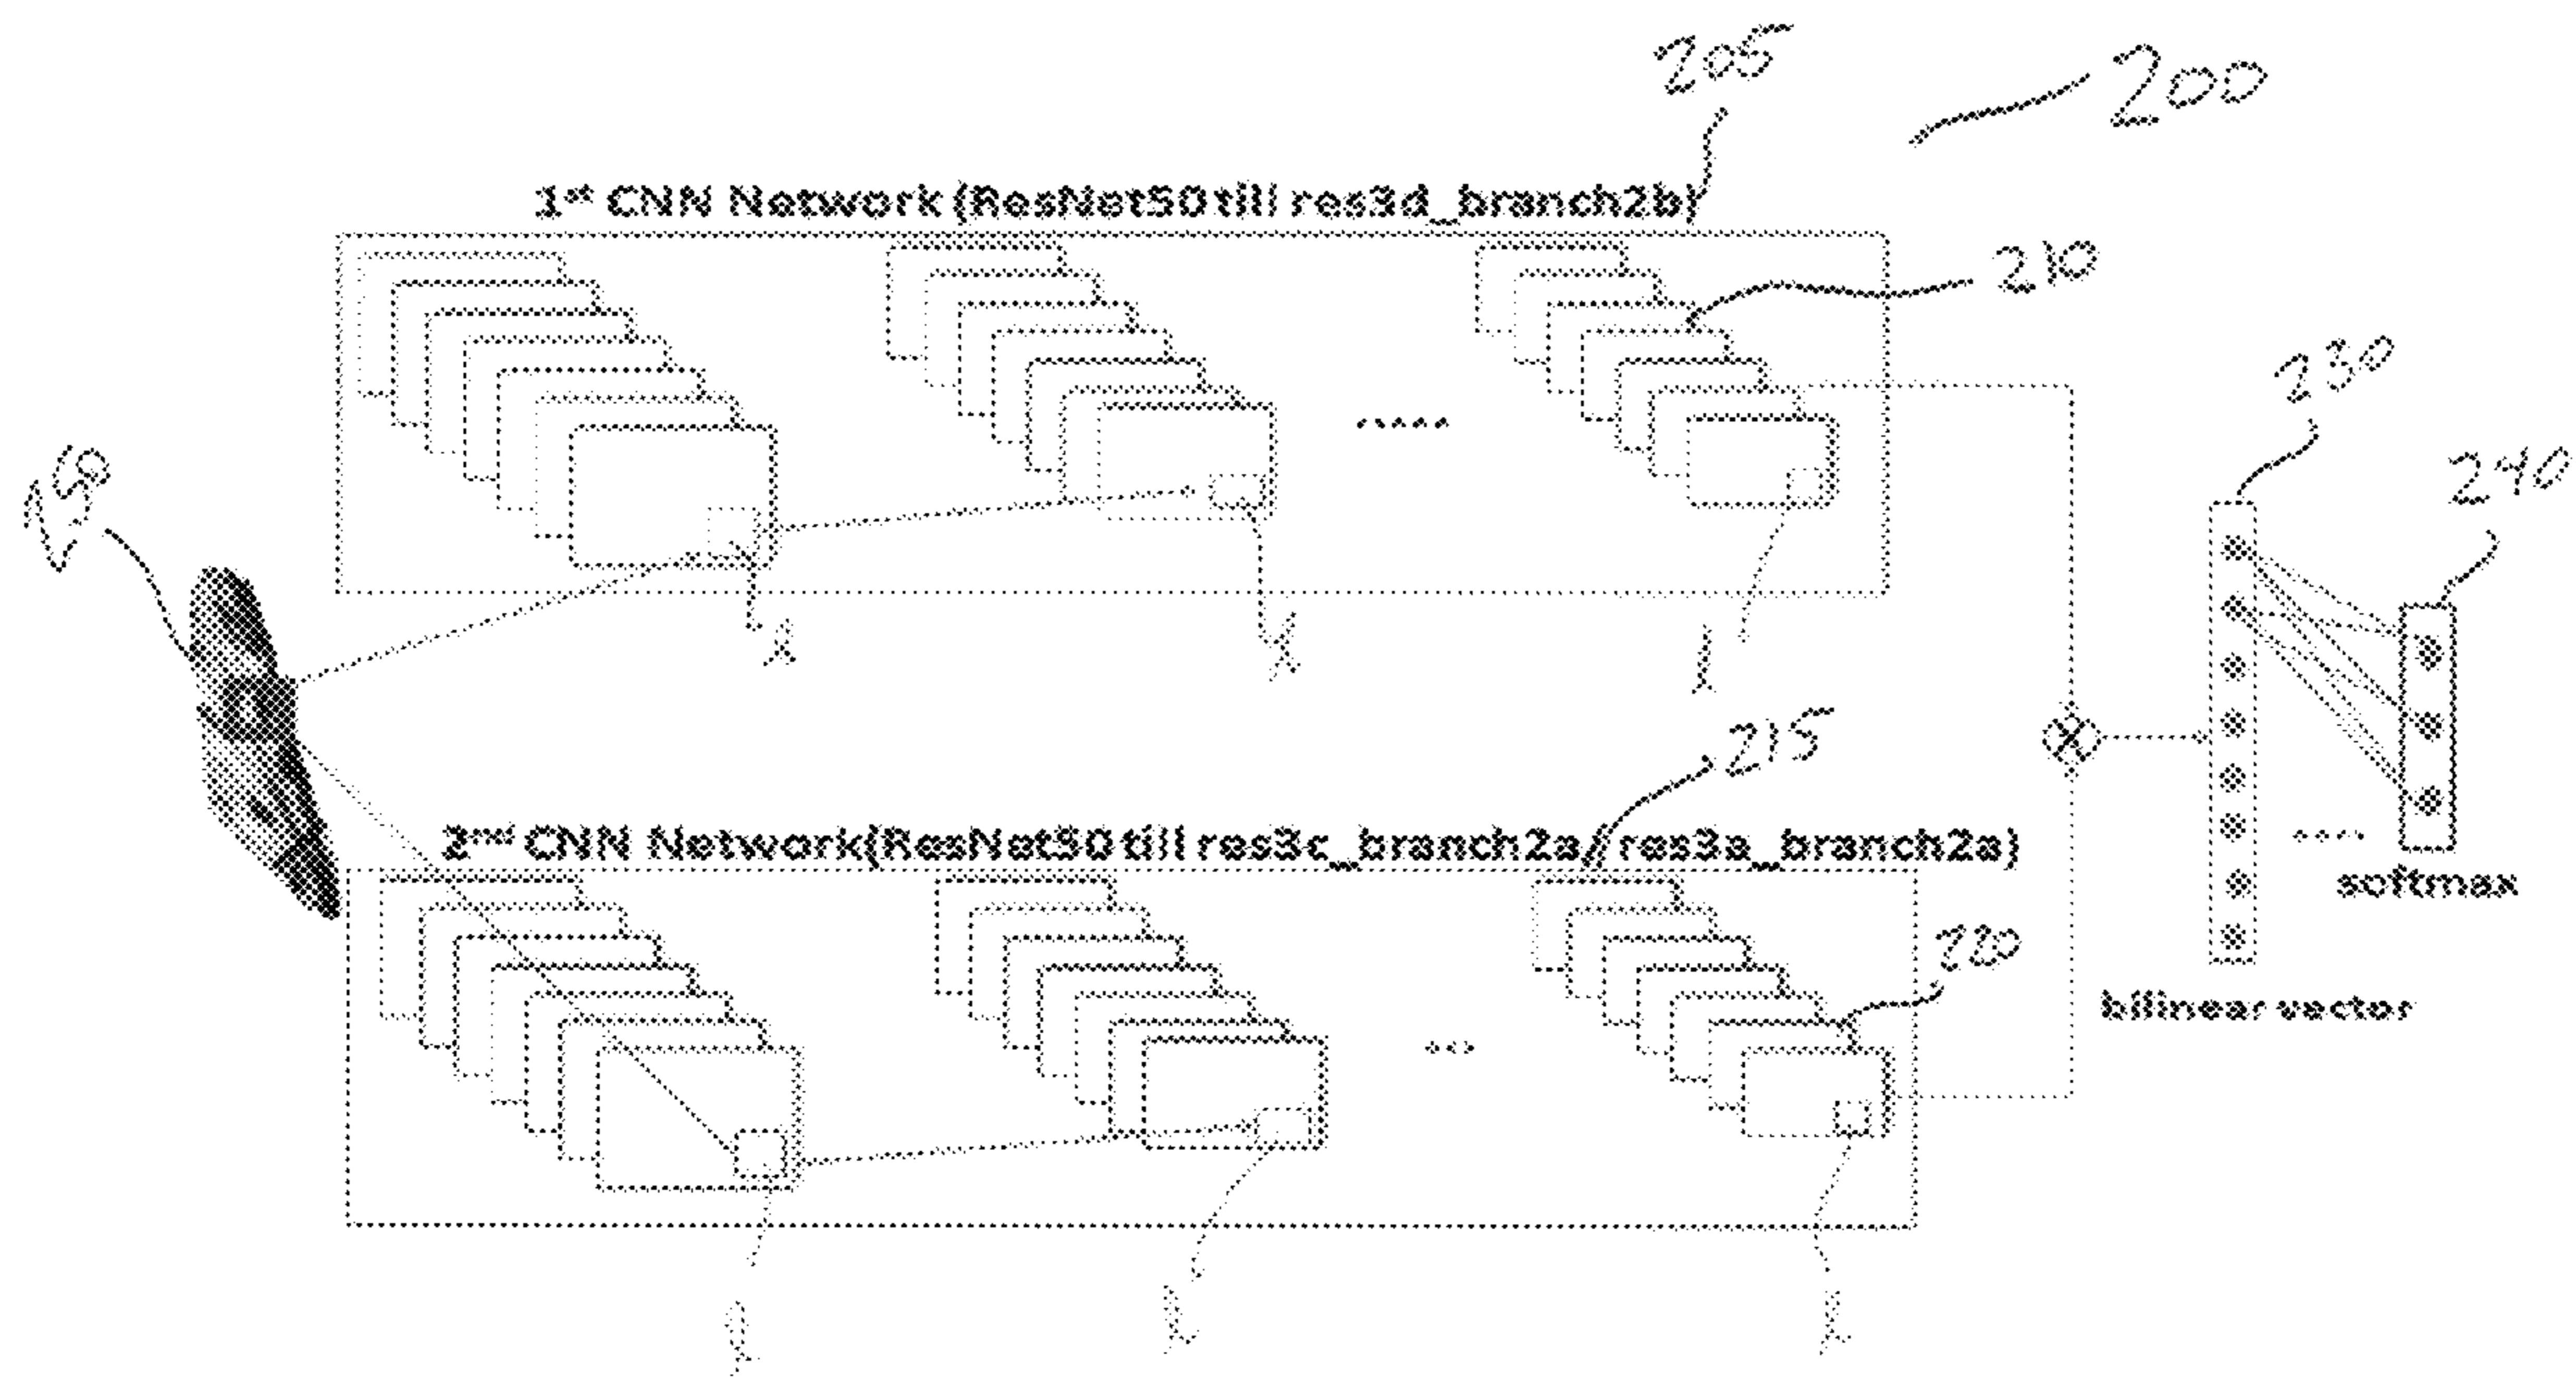 205
200
1st CNN Network (ResNet50 till res3d_branch2b)
210
230
240
215
2nd CNN Network(ResNet50 till res3c_branch2a/ res3a_branch2a)
softmax
220
bilinear vector